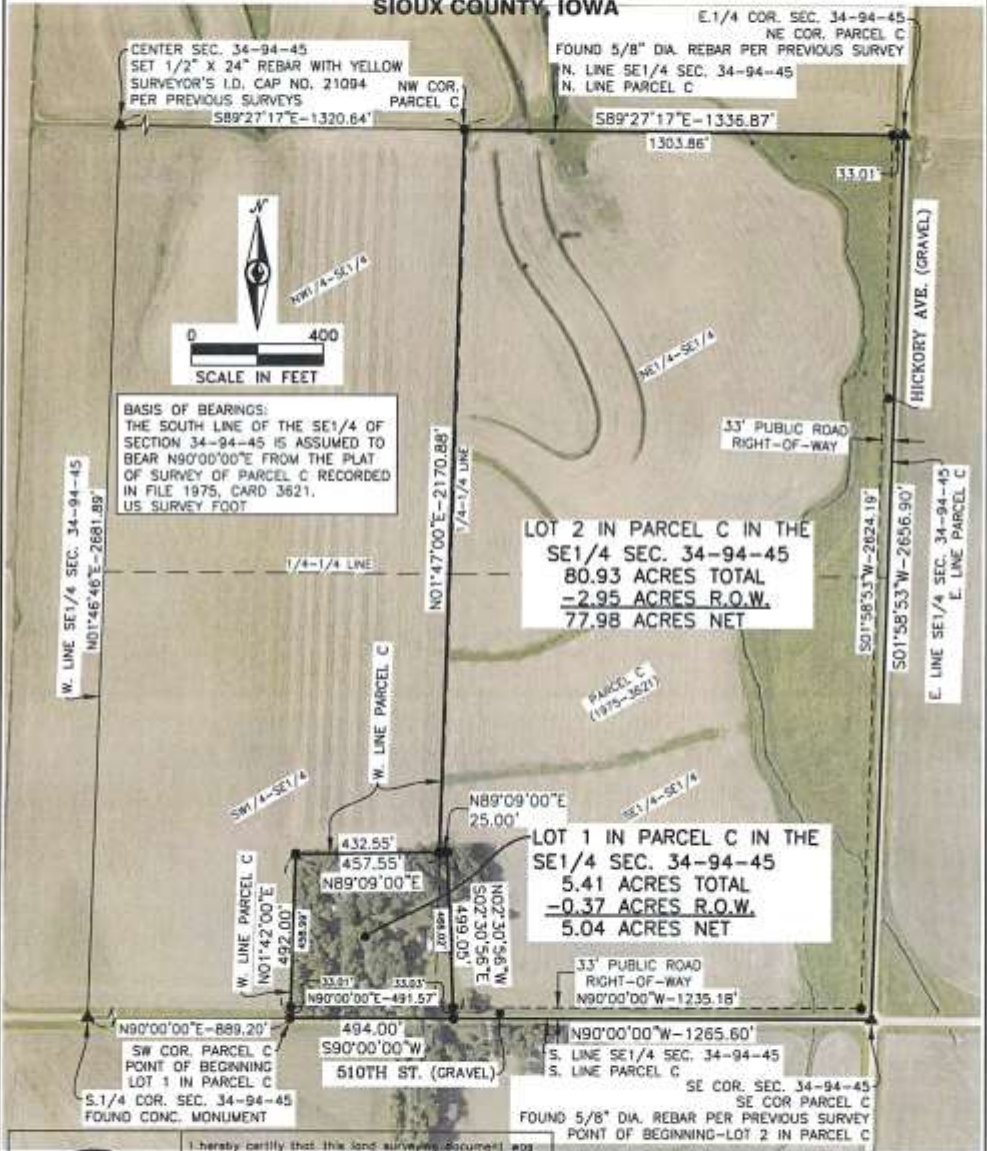 SIOUX COUNTY, IOWA
E.1/4 COR. SEC. 34-94-45
NE COR. PARCEL C
FOUND 5/8" DIA. REBAR PER PREVIOUS SURVEY
N. LINE SE1/4 SEC. 34-94-45
N. LINE PARCEL C
CENTER SEC. 34-94-45
SET 1/2" X 24" REBAR WITH YELLOW
SURVEYOR'S I.D. CAP NO. 21094
PER PREVIOUS SURVEYS
NW COR.
PARCEL C
S89°27'17"E-1320.64'
S89°27'17"E-1336.87'
1303.86'
33.01'
N
0 400
SCALE IN FEET
NW1/4-SE1/4
NE1/4-SE1/4
HICKORY AVE. (GRAVEL)
BASIS OF BEARINGS:
THE SOUTH LINE OF THE SE1/4 OF
SECTION 34-94-45 IS ASSUMED TO
BEAR N90°00'00"E FROM THE PLAT
OF SURVEY OF PARCEL C RECORDED
IN FILE 1975, CARD 3621.
US SURVEY FOOT
33' PUBLIC ROAD
RIGHT-OF-WAY
W. LINE SE1/4 SEC. 34-94-45
N01°46'46"E-2681.89'
N01°47'00"E-2170.88'
1/4-1/4 LINE
1/4-1/4 LINE
LOT 2 IN PARCEL C IN THE
SE1/4 SEC. 34-94-45
80.93 ACRES TOTAL
-2.95 ACRES R.O.W.
77.98 ACRES NET
S01°58'53"W-2624.19'
S01°58'53"W-2656.90'
E. LINE SE1/4 SEC. 34-94-45
E. LINE PARCEL C
W. LINE PARCEL C
PARCEL C
(1975-3621)
SW1/4-SE1/4
SE1/4-SE1/4
N89°09'00"E
25.00'
432.55'
457.55'
N89°09'00"E
LOT 1 IN PARCEL C IN THE
SE1/4 SEC. 34-94-45
5.41 ACRES TOTAL
-0.37 ACRES R.O.W.
5.04 ACRES NET
W. LINE PARCEL C
N01°42'00"E
492.00'
458.99'
466.02'
499.05'
S02°30'56"E
N02°30'56"W
33.01'
33.03'
N90°00'00"E-491.57'
33' PUBLIC ROAD
RIGHT-OF-WAY
N90°00'00"W-1235.18'
N90°00'00"E-889.20'
494.00'
S90°00'00"W
N90°00'00"W-1265.60'
SW COR. PARCEL C
POINT OF BEGINNING
LOT 1 IN PARCEL C
510TH ST. (GRAVEL)
S. LINE SE1/4 SEC. 34-94-45
S. LINE PARCEL C
S.1/4 COR. SEC. 34-94-45
FOUND CONC. MONUMENT
SE COR. SEC. 34-94-45
SE COR PARCEL C
FOUND 5/8" DIA. REBAR PER PREVIOUS SURVEY
POINT OF BEGINNING-LOT 2 IN PARCEL C
I hereby certify that this land surveying document was